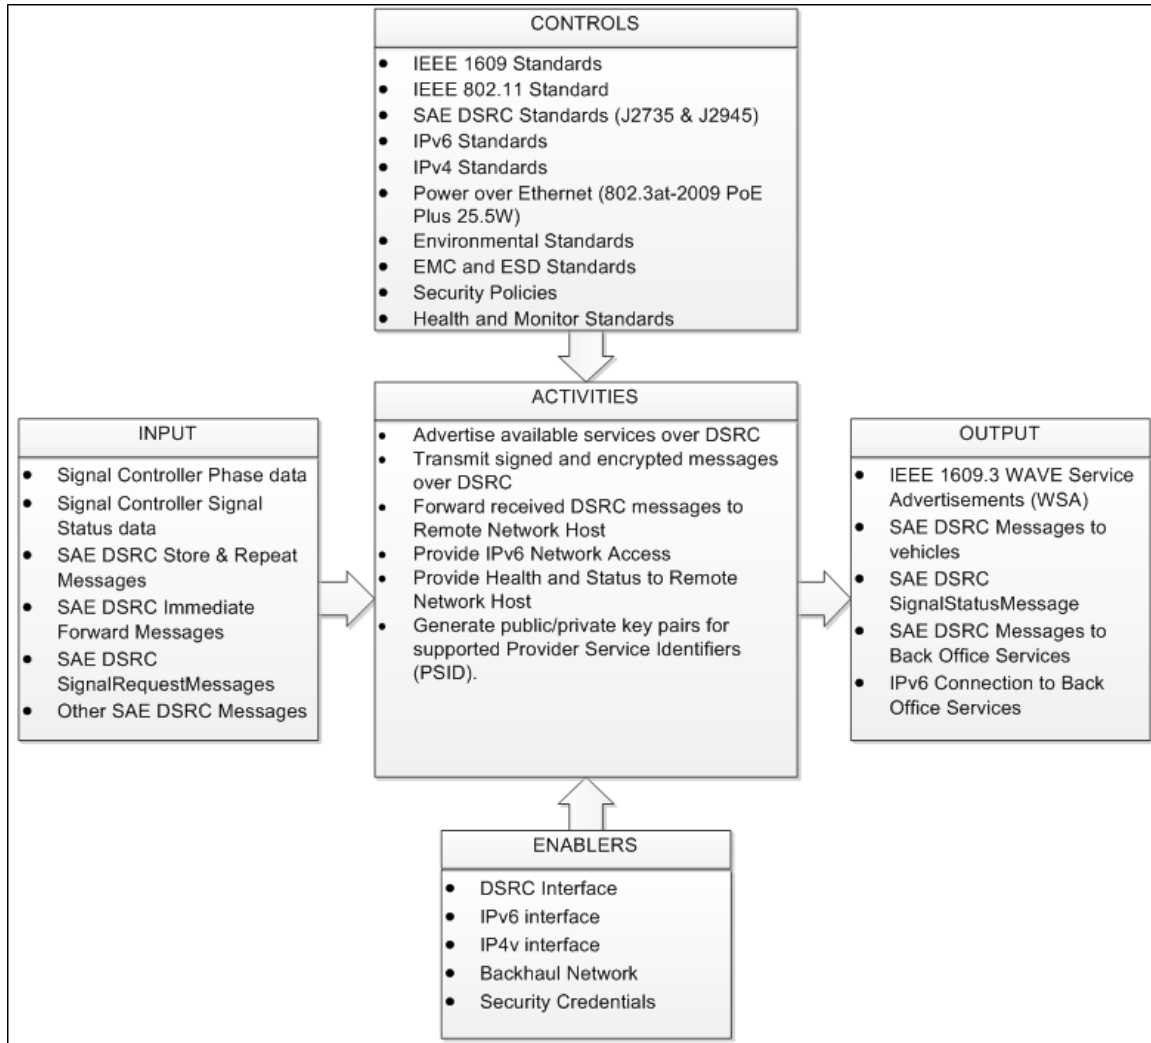 CONTROLS
• IEEE 1609 Standards
• IEEE 802.11 Standard
• SAE DSRC Standards (J2735 & J2945)
• IPv6 Standards
• IPv4 Standards
• Power over Ethernet (802.3at-2009 PoE
Plus 25.5W)
• Environmental Standards
• EMC and ESD Standards
• Security Policies
• Health and Monitor Standards
INPUT
• Signal Controller Phase data
• Signal Controller Signal
Status data
• SAE DSRC Store & Repeat
Messages
• SAE DSRC Immediate
Forward Messages
• SAE DSRC
SignalRequestMessages
• Other SAE DSRC Messages
ACTIVITIES
• Advertise available services over DSRC
• Transmit signed and encrypted messages
over DSRC
• Forward received DSRC messages to
Remote Network Host
• Provide IPv6 Network Access
• Provide Health and Status to Remote
Network Host
• Generate public/private key pairs for
supported Provider Service Identifiers
(PSID).
OUTPUT
• IEEE 1609.3 WAVE Service
Advertisements (WSA)
• SAE DSRC Messages to
vehicles
• SAE DSRC
SignalStatusMessage
• SAE DSRC Messages to
Back Office Services
• IPv6 Connection to Back
Office Services
ENABLERS
• DSRC Interface
• IPv6 interface
• IP4v interface
• Backhaul Network
• Security Credentials